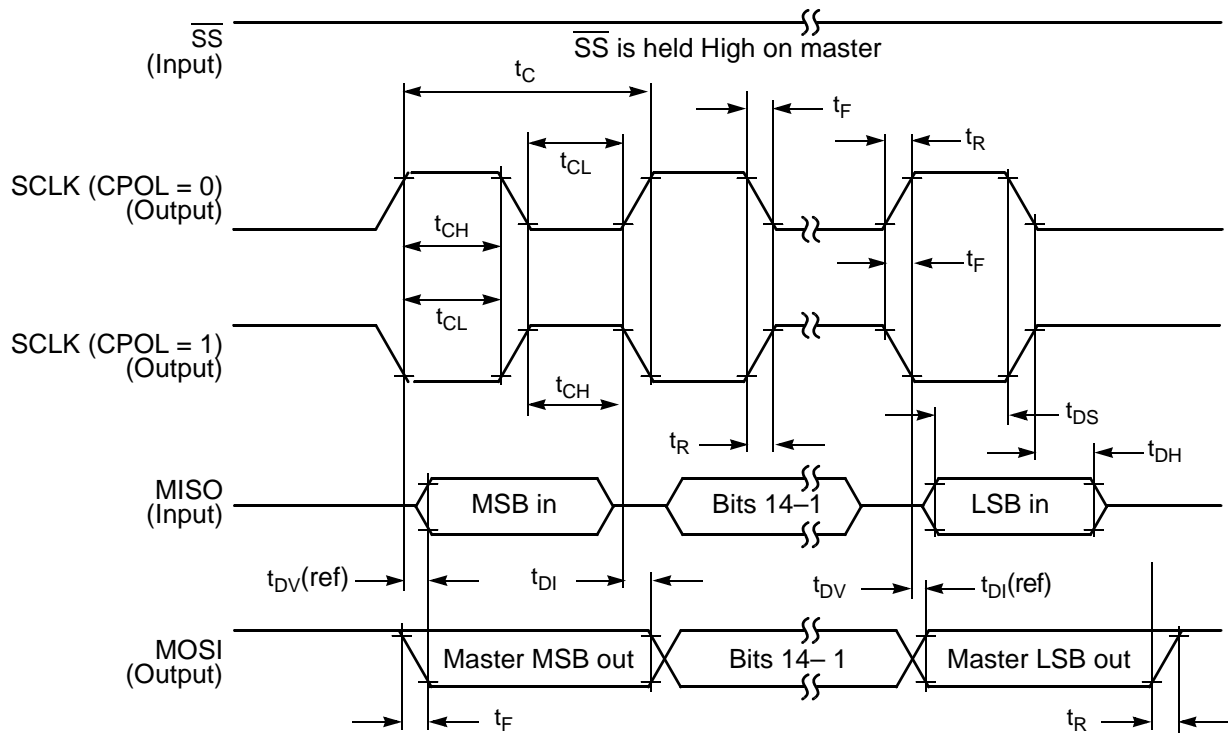 SS
(Input)
SS is held High on master
tC
tF
tR
tCL
SCLK (CPOL = 0)
(Output)
tCH
tF
tCL
SCLK (CPOL = 1)
(Output)
tCH
tDS
tR
tDH
MISO
(Input)
MSB in
Bits 14–1
LSB in
tDV(ref)
tDI
tDV
tDI(ref)
MOSI
(Output)
Master MSB out
Bits 14– 1
Master LSB out
tF
tR